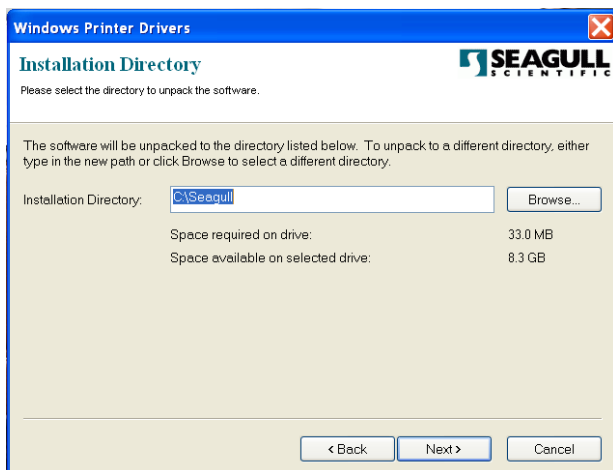 Windows Printer Drivers
Installation Directory
SEAGULL
SCIENTIFIC
Please select the directory to unpack the software.
The software will be unpacked to the directory listed below. To unpack to a different directory, either
type in the new path or click Browse to select a different directory.
Installation Directory: C:\Seagull Browse...
Space required on drive: 33.0 MB
Space available on selected drive: 8.3 GB
< Back Next > Cancel